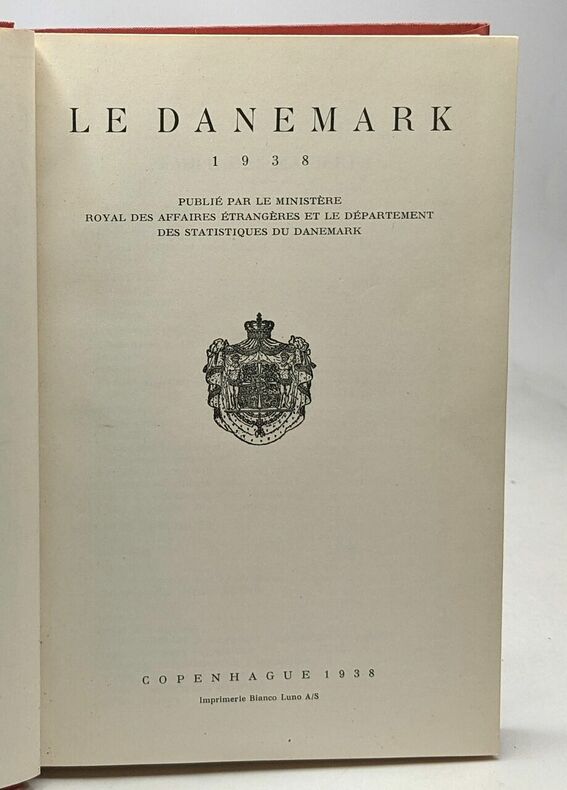 LE DANEMARK
1938
PUBLIÉ PAR LE MINISTÈRE
ROYAL DES AFFAIRES ÉTRANGÈRES ET LE DÉPARTEMENT
DES STATISTIQUES DU DANEMARK
COPENHAGUE 1938
Imprimerie Bianco Luno A/S